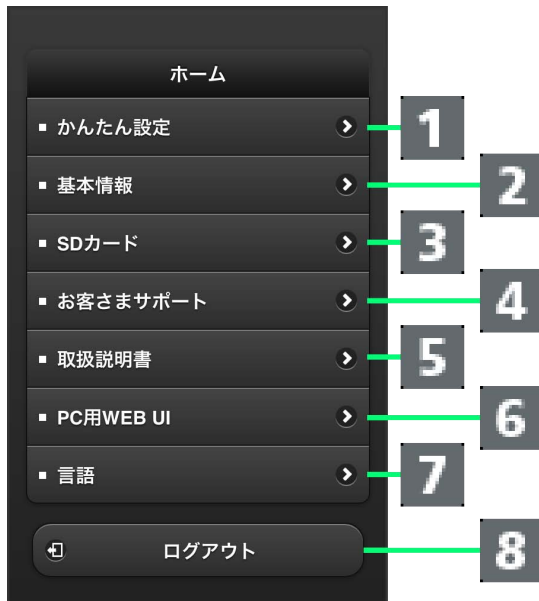 ホーム
かんたん設定 1
基本情報 2
SDカード 3
お客さまサポート 4
取扱説明書 5
PC用WEB UI 6
言語 7
ログアウト 8